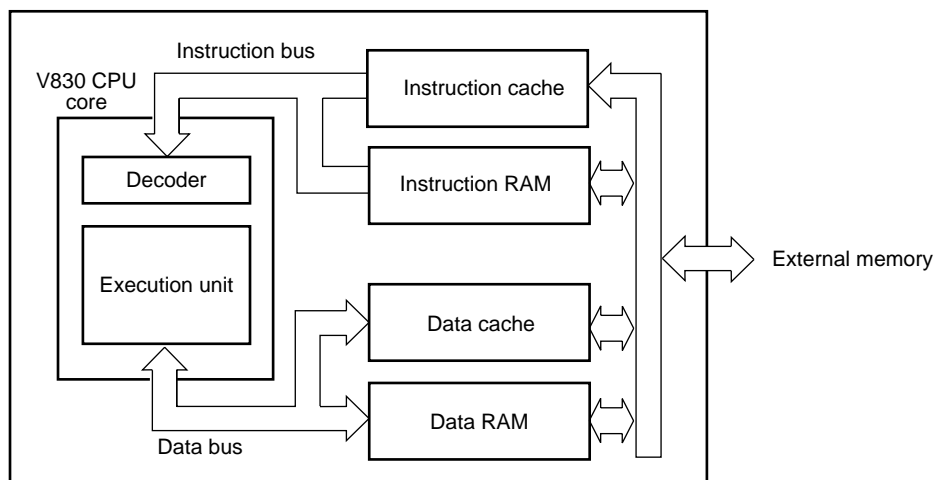 Instruction bus
V830 CPU
core
Instruction cache
Decoder
Instruction RAM
Execution unit
External memory
Data cache
Data RAM
Data bus